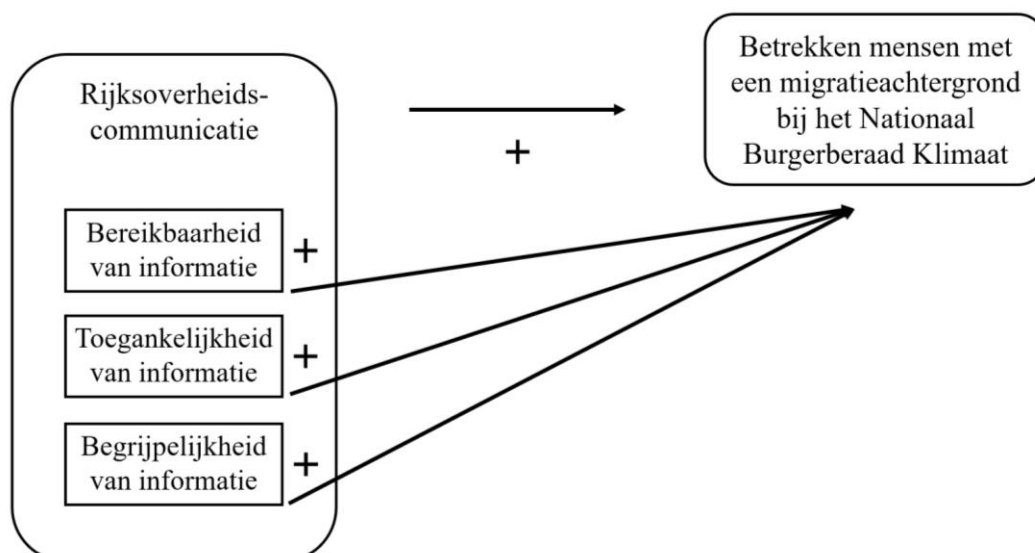 Rijksoverheids-
communicatie
+
Betrekken mensen met
een migratieachtergrond
bij het Nationaal
Burgerberaad Klimaat
Bereikbaarheid
van informatie
+
Toegankelijkheid
van informatie
+
Begrijpelijkheid
van informatie
+